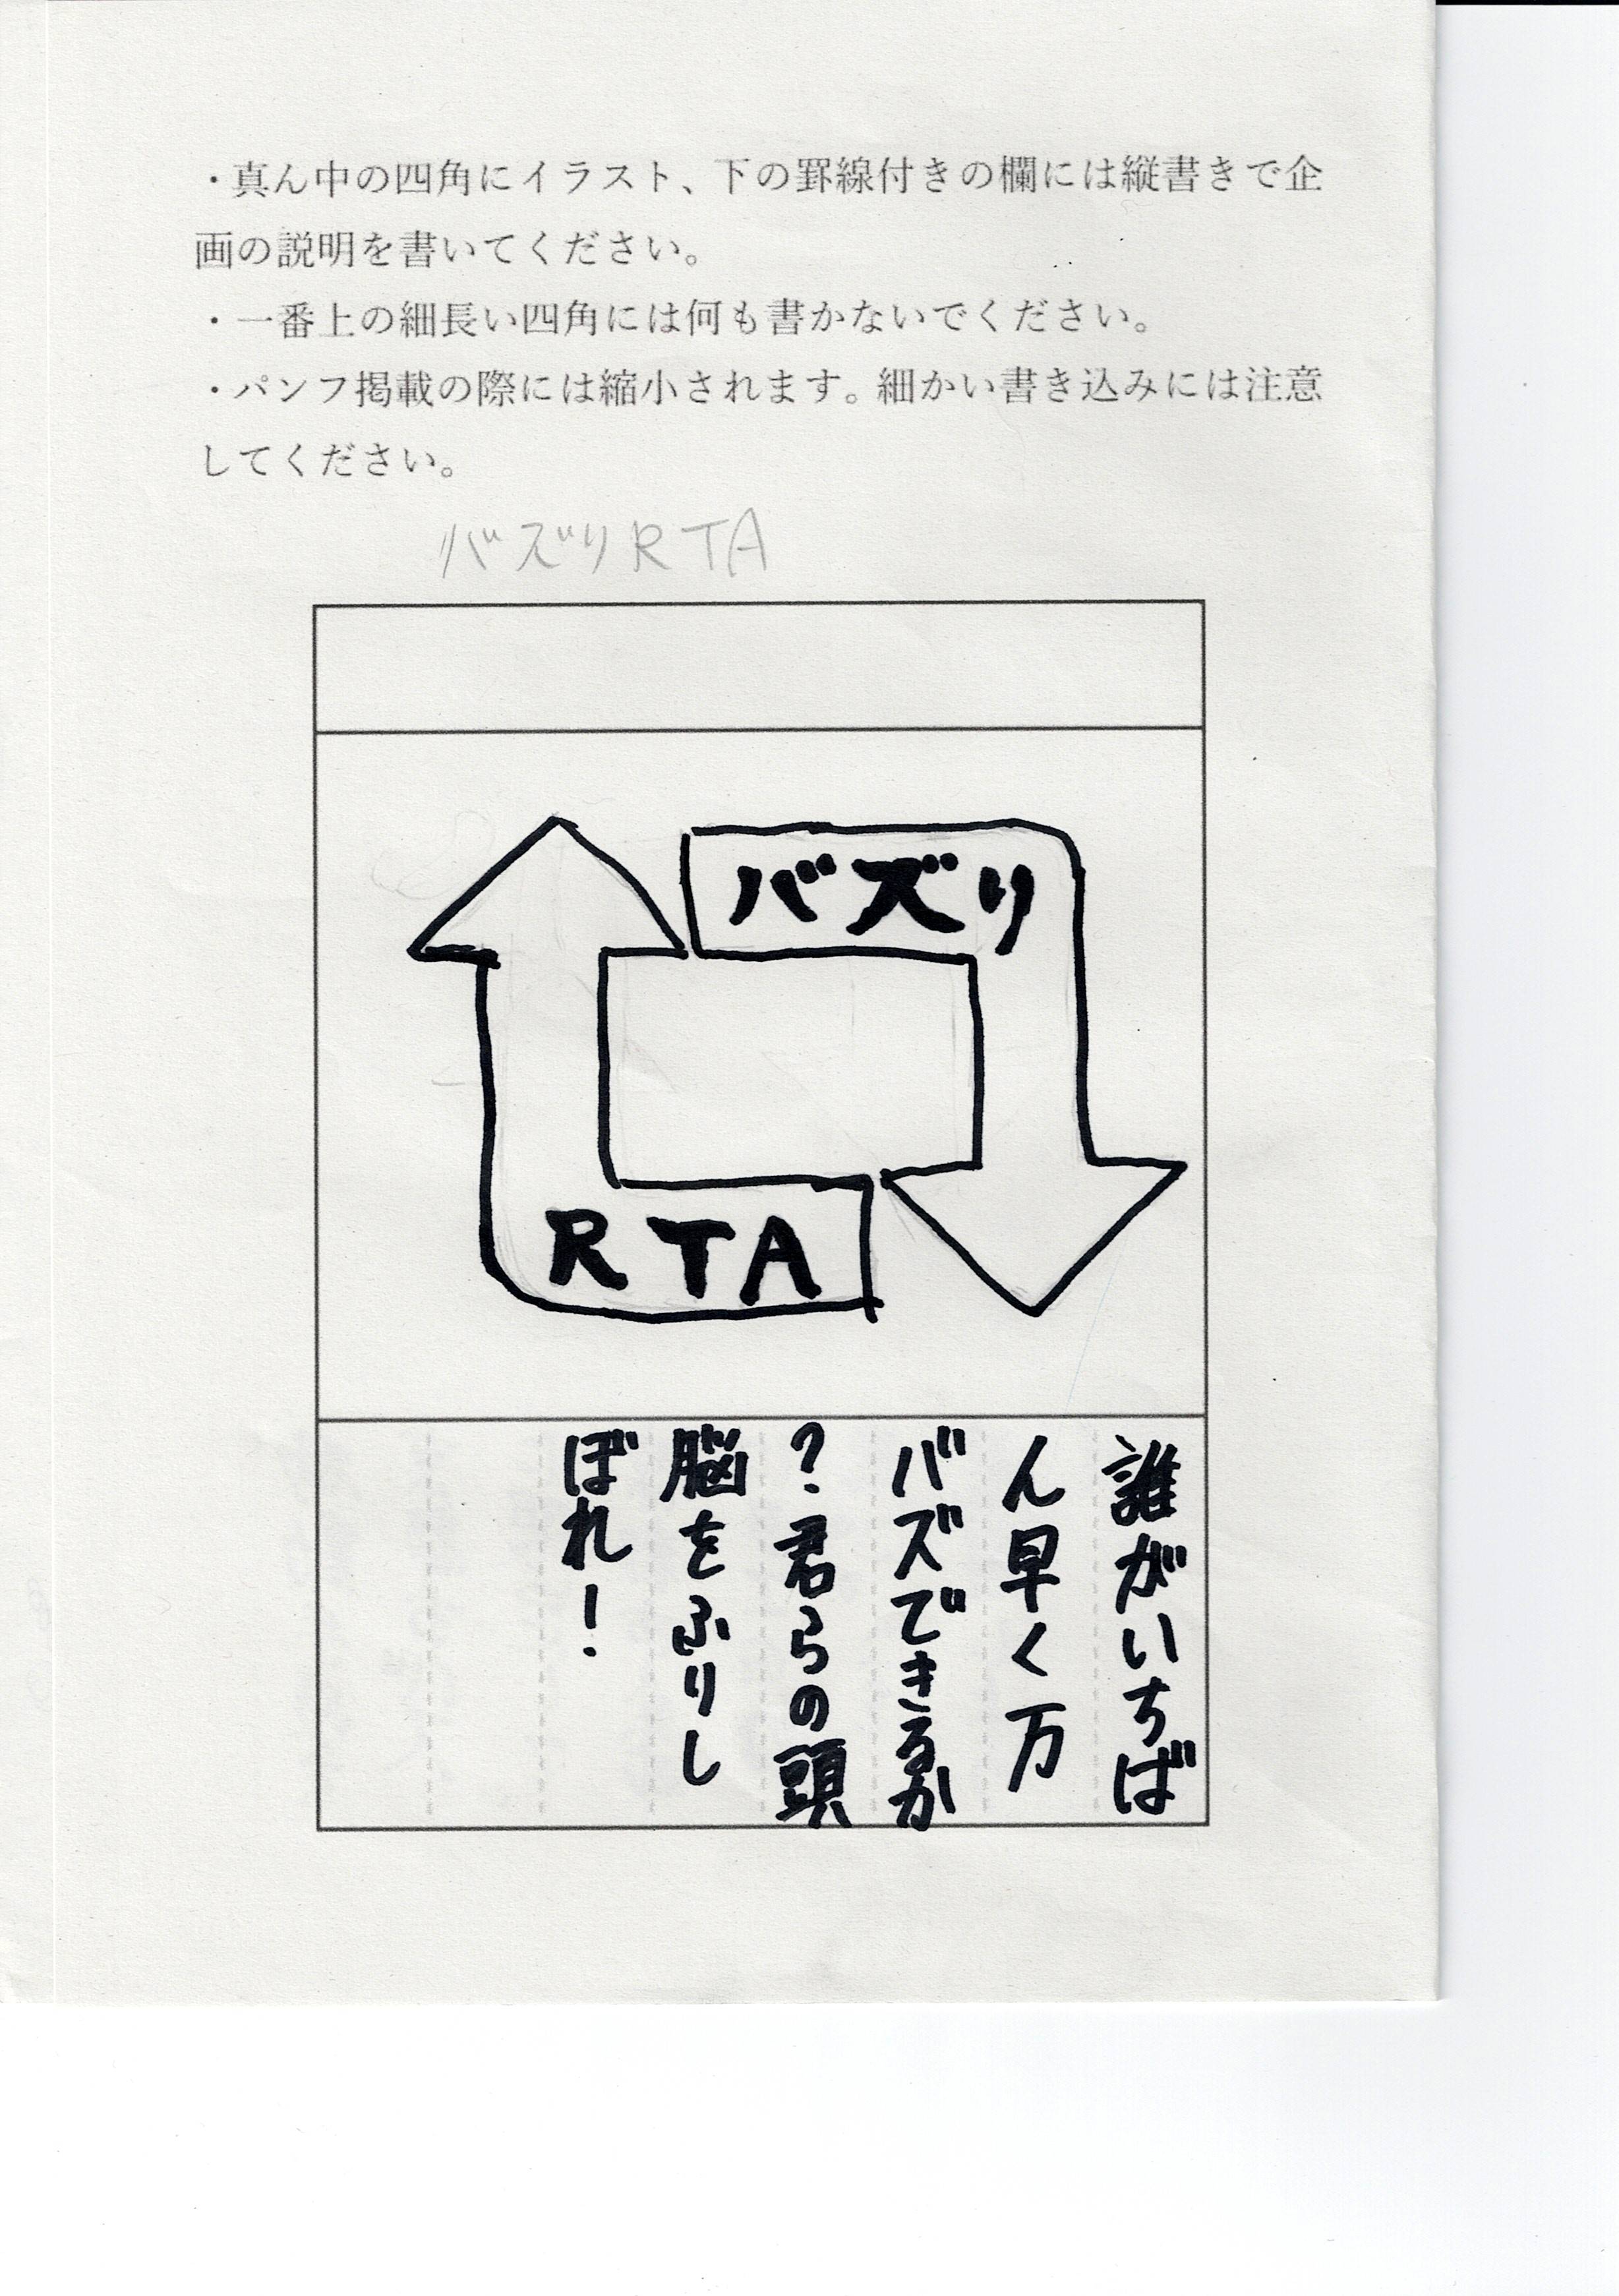 ・真ん中の四角にイラスト、下の罫線付きの欄には縦書きで企
画の説明を書いてください。
・一番上の細長い四角には何も書かないでください。
・パンフ掲載の際には縮小されます。細かい書き込みには注意
してください。
バズりRTA
バズり
RTA
誰がいちば
ん早く万
バズできるか
?君らの頭
脳をふりし
ぼれ!